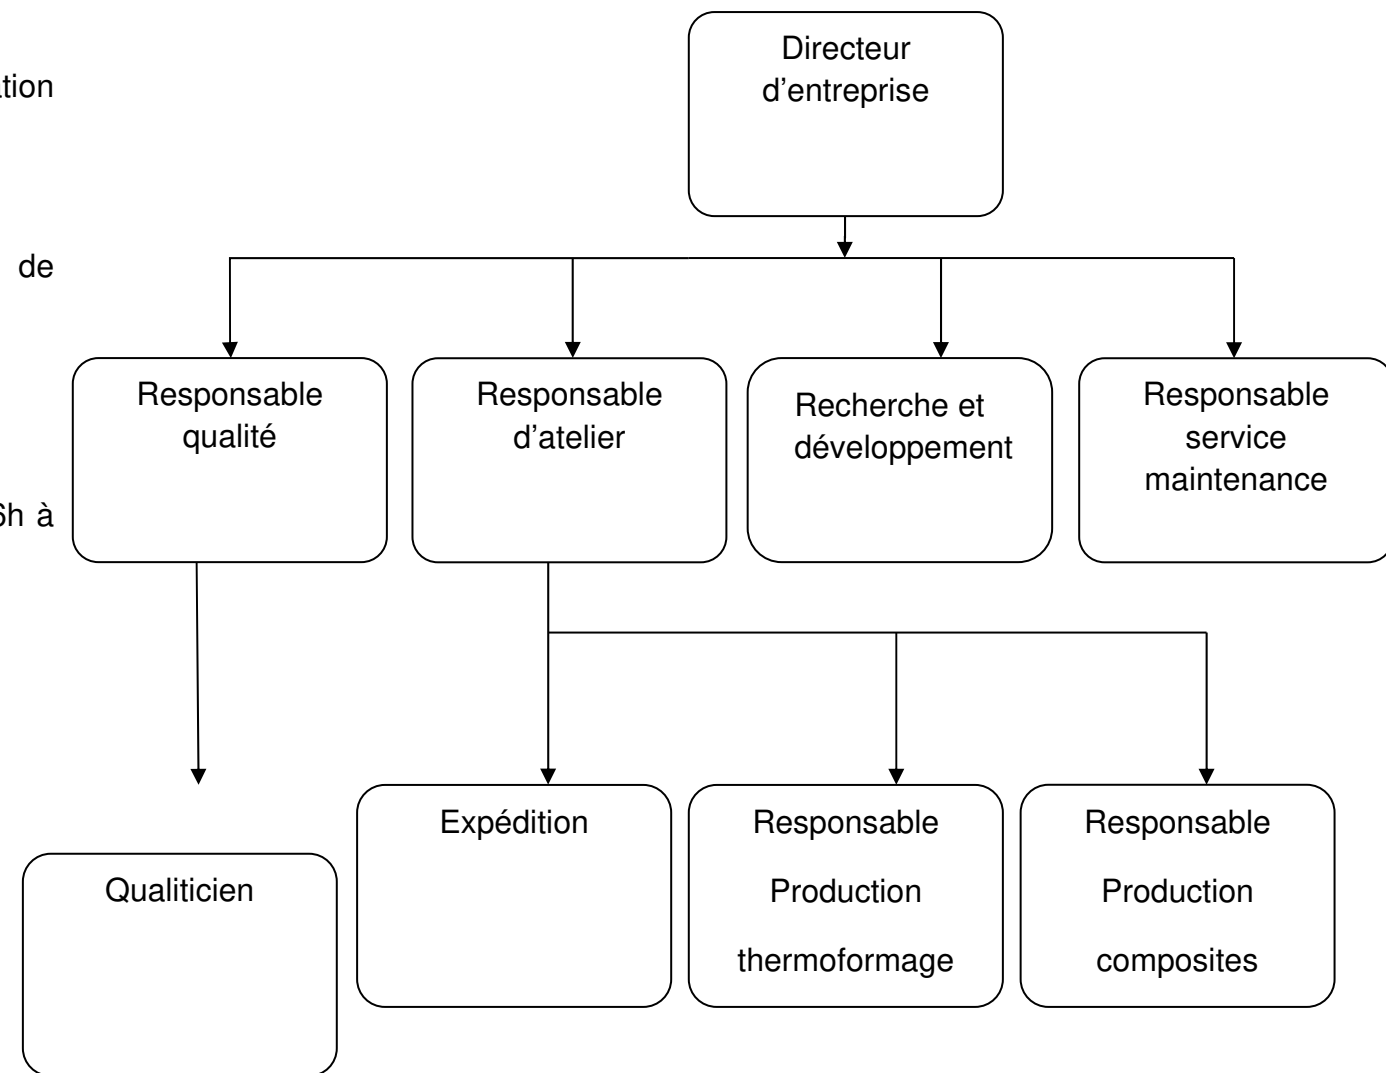 Directeur
d'entreprise
de
Responsable
qualité
Responsable
d'atelier
Recherche et
développement
Responsable
service
maintenance
à
Expédition
Responsable
Production
thermoformage
Responsable
Production
composites
Qualiticien